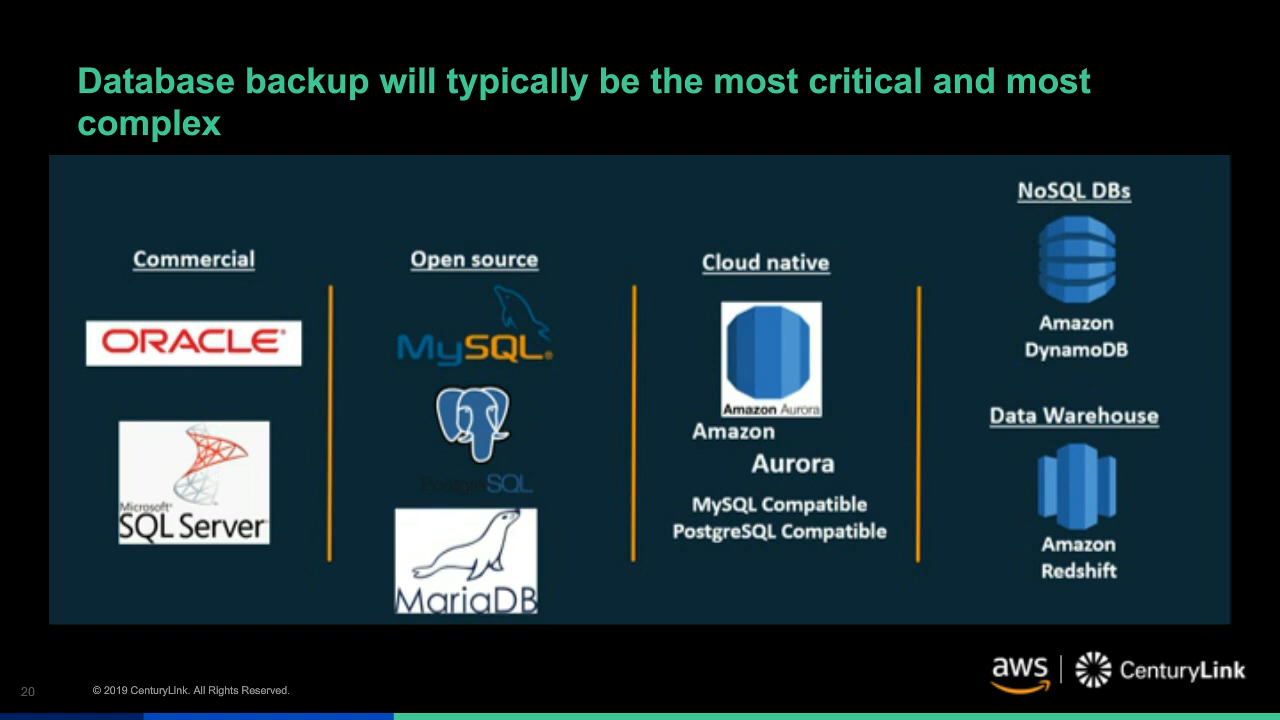 Database backup will typically be the most critical and most
complex
Commercial
ORACLE®
Microsoft®
SQL Server®
Open source
MySQL®
PostgreSQL
MariaDB
Cloud native
Amazon Aurora
Amazon
Aurora
MySQL Compatible
PostgreSQL Compatible
NoSQL DBs
Amazon
DynamoDB
Data Warehouse
Amazon
Redshift
20
© 2019 CenturyLInk. All Rights Reserved.
aws
CenturyLink